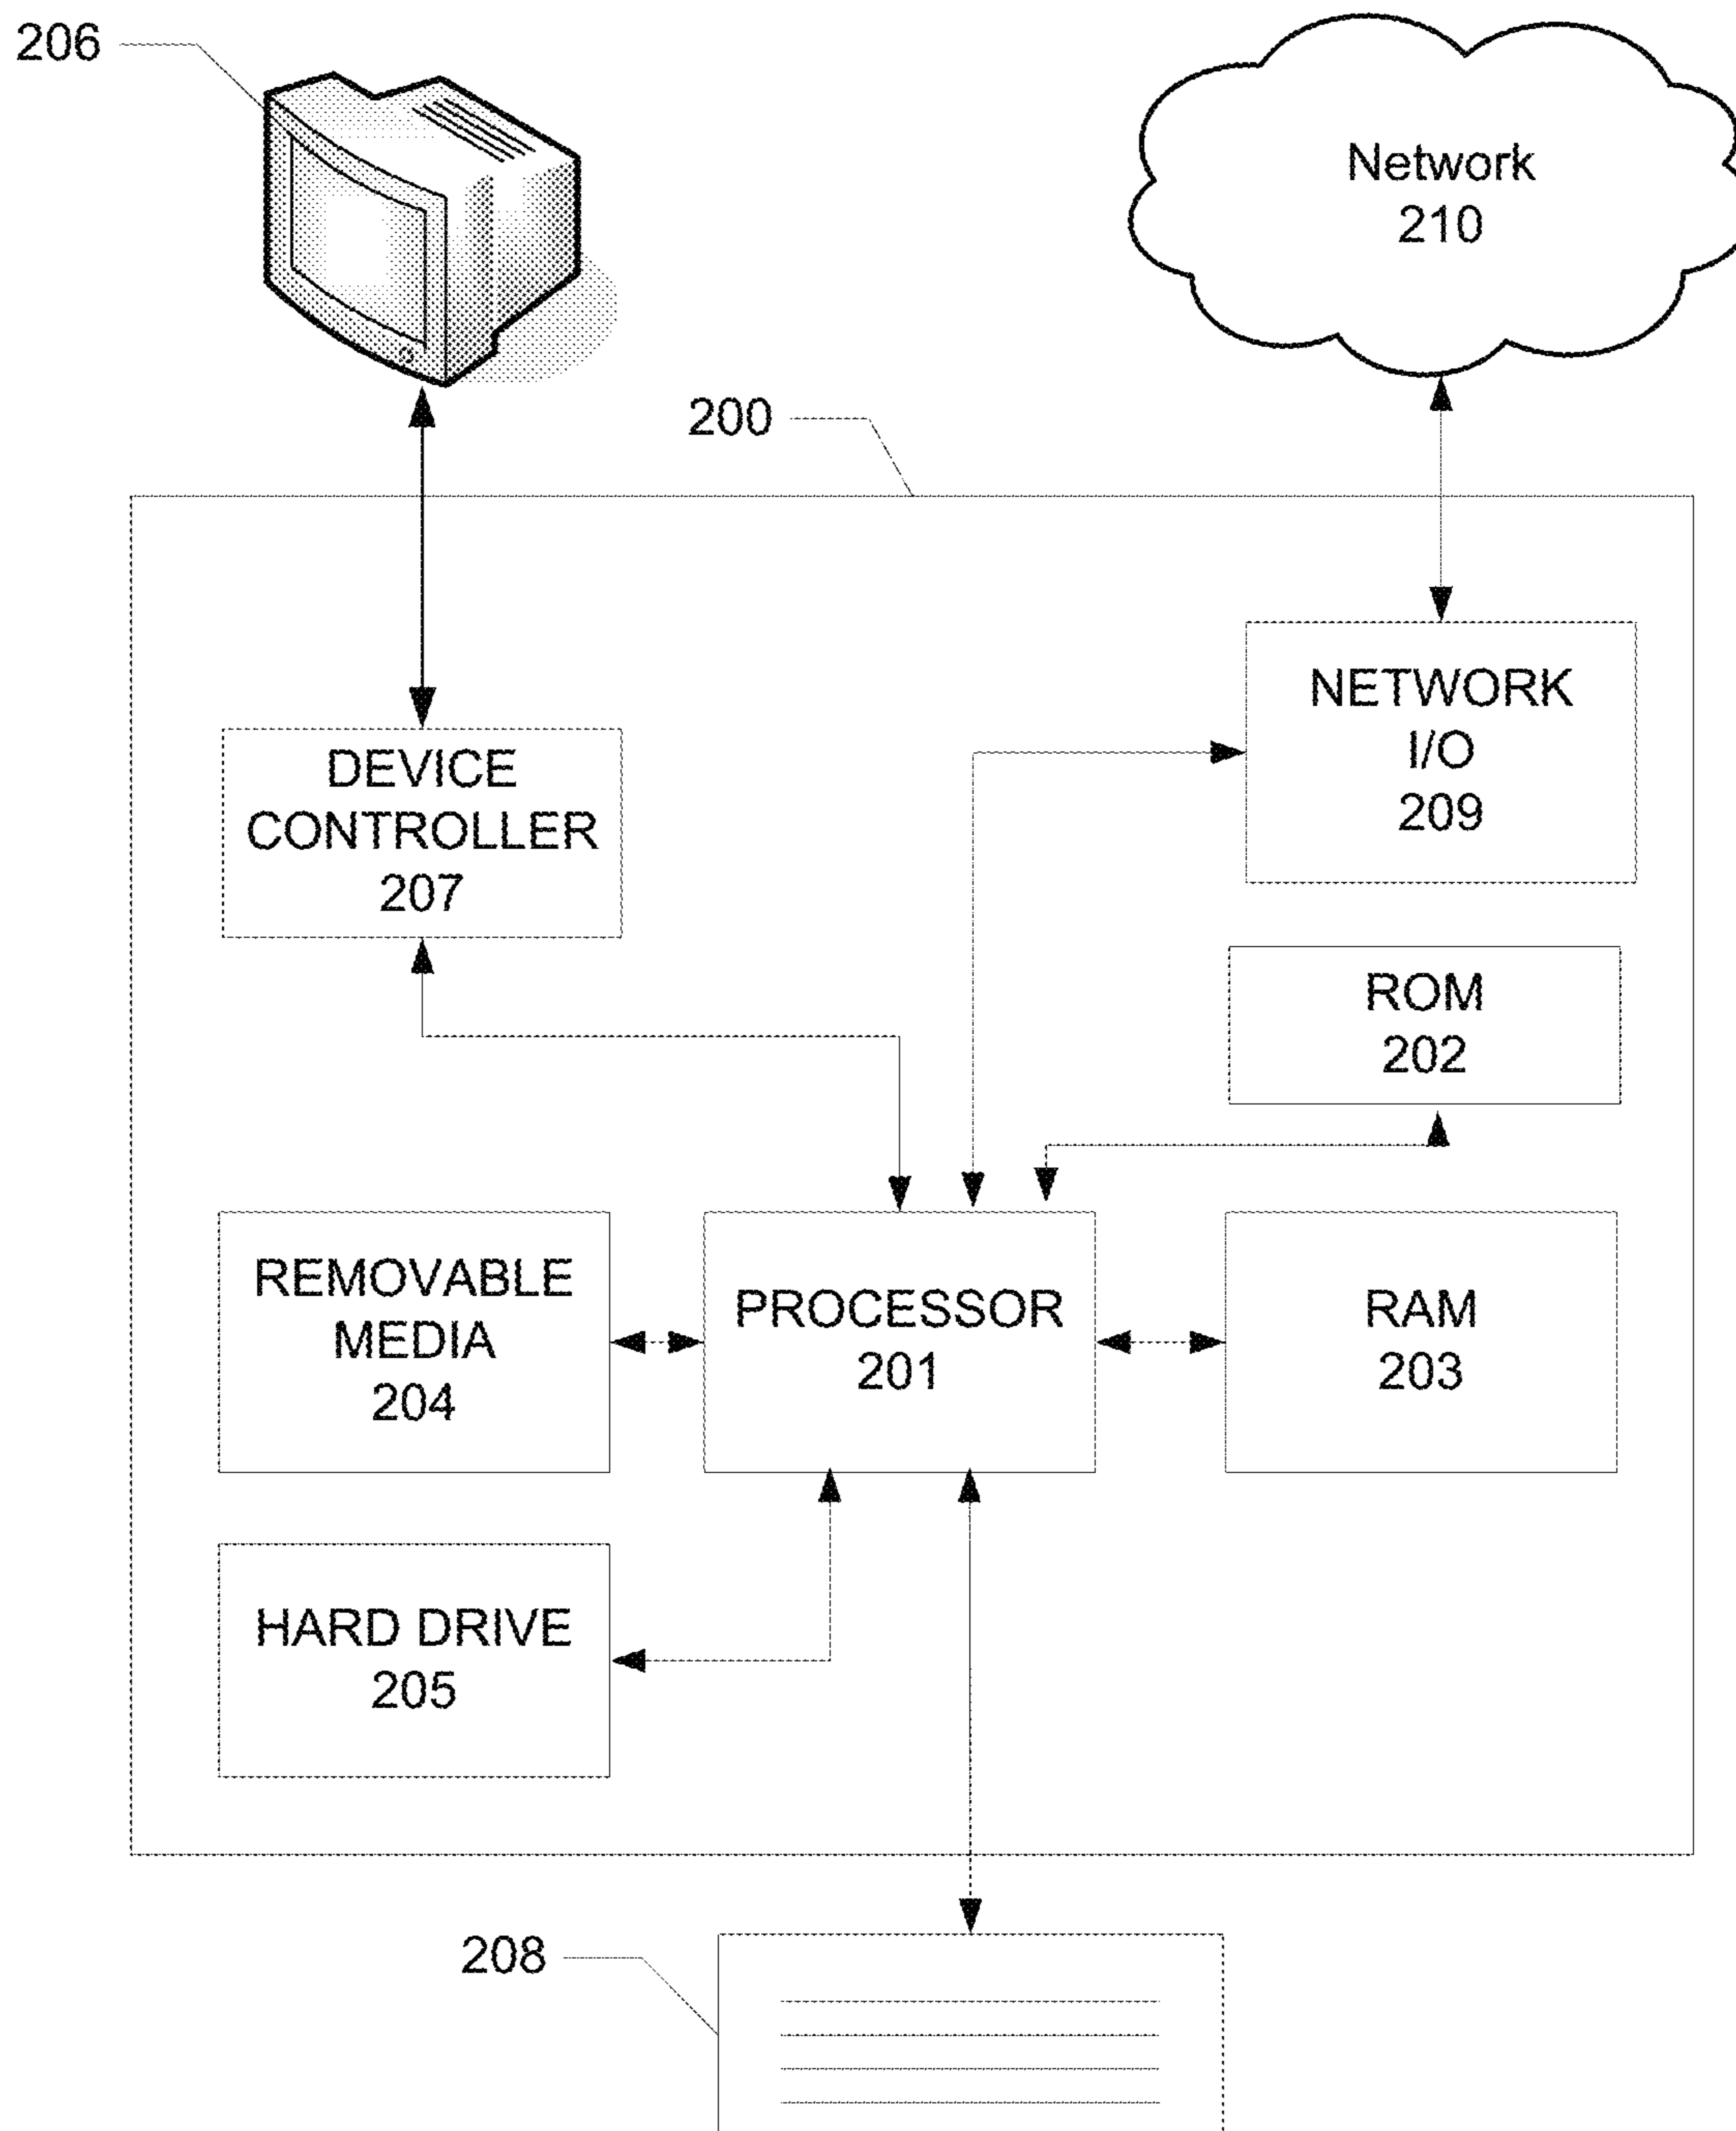 206
Network
210
200
NETWORK
I/O
209
DEVICE
CONTROLLER
207
ROM
202
REMOVABLE
MEDIA
204
PROCESSOR
201
RAM
203
HARD DRIVE
205
208